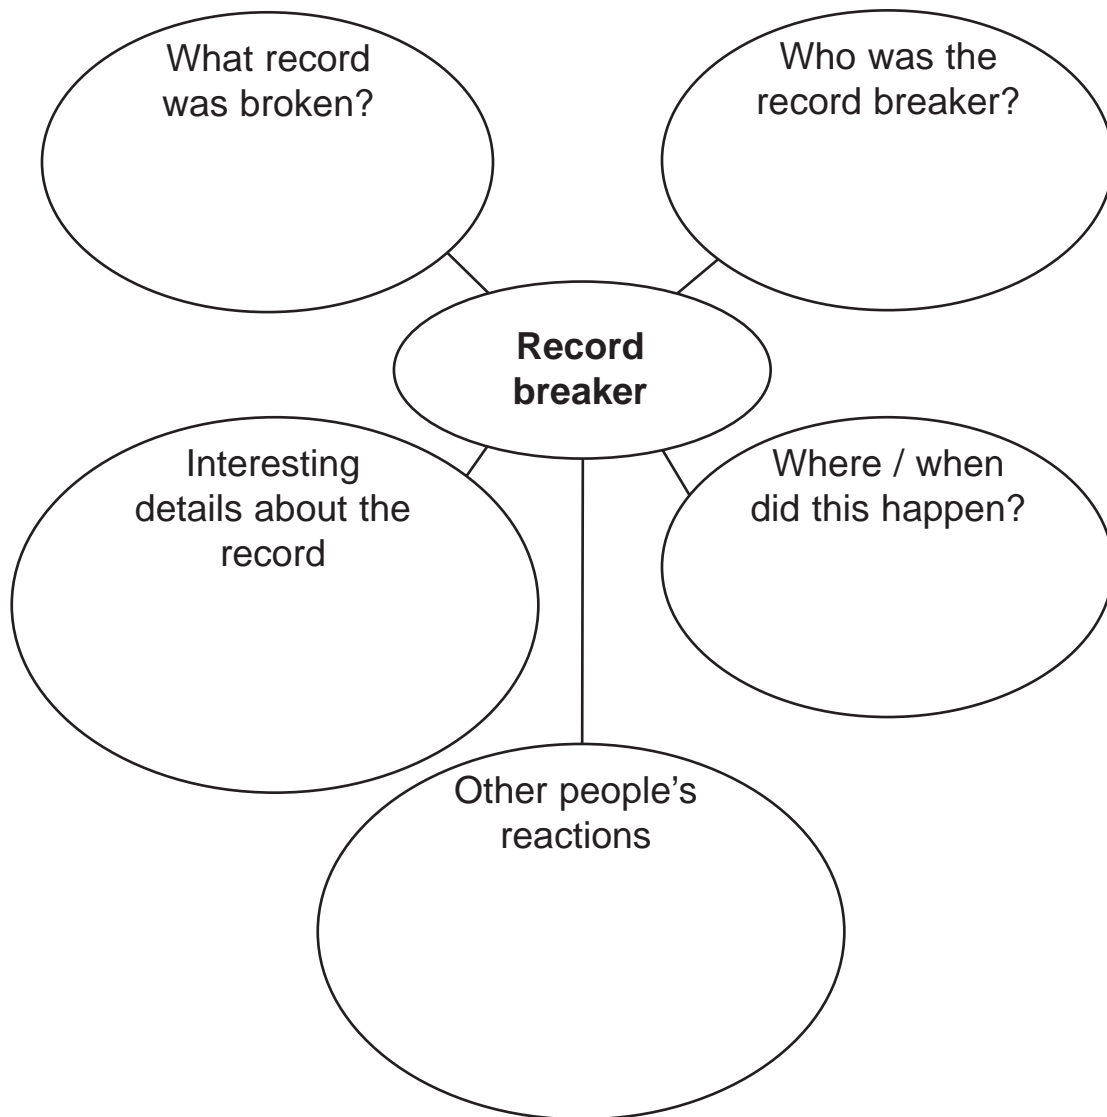 What record
was broken?
Who was the
record breaker?
Record
breaker
Interesting
details about the
record
Where / when
did this happen?
Other people’s
reactions